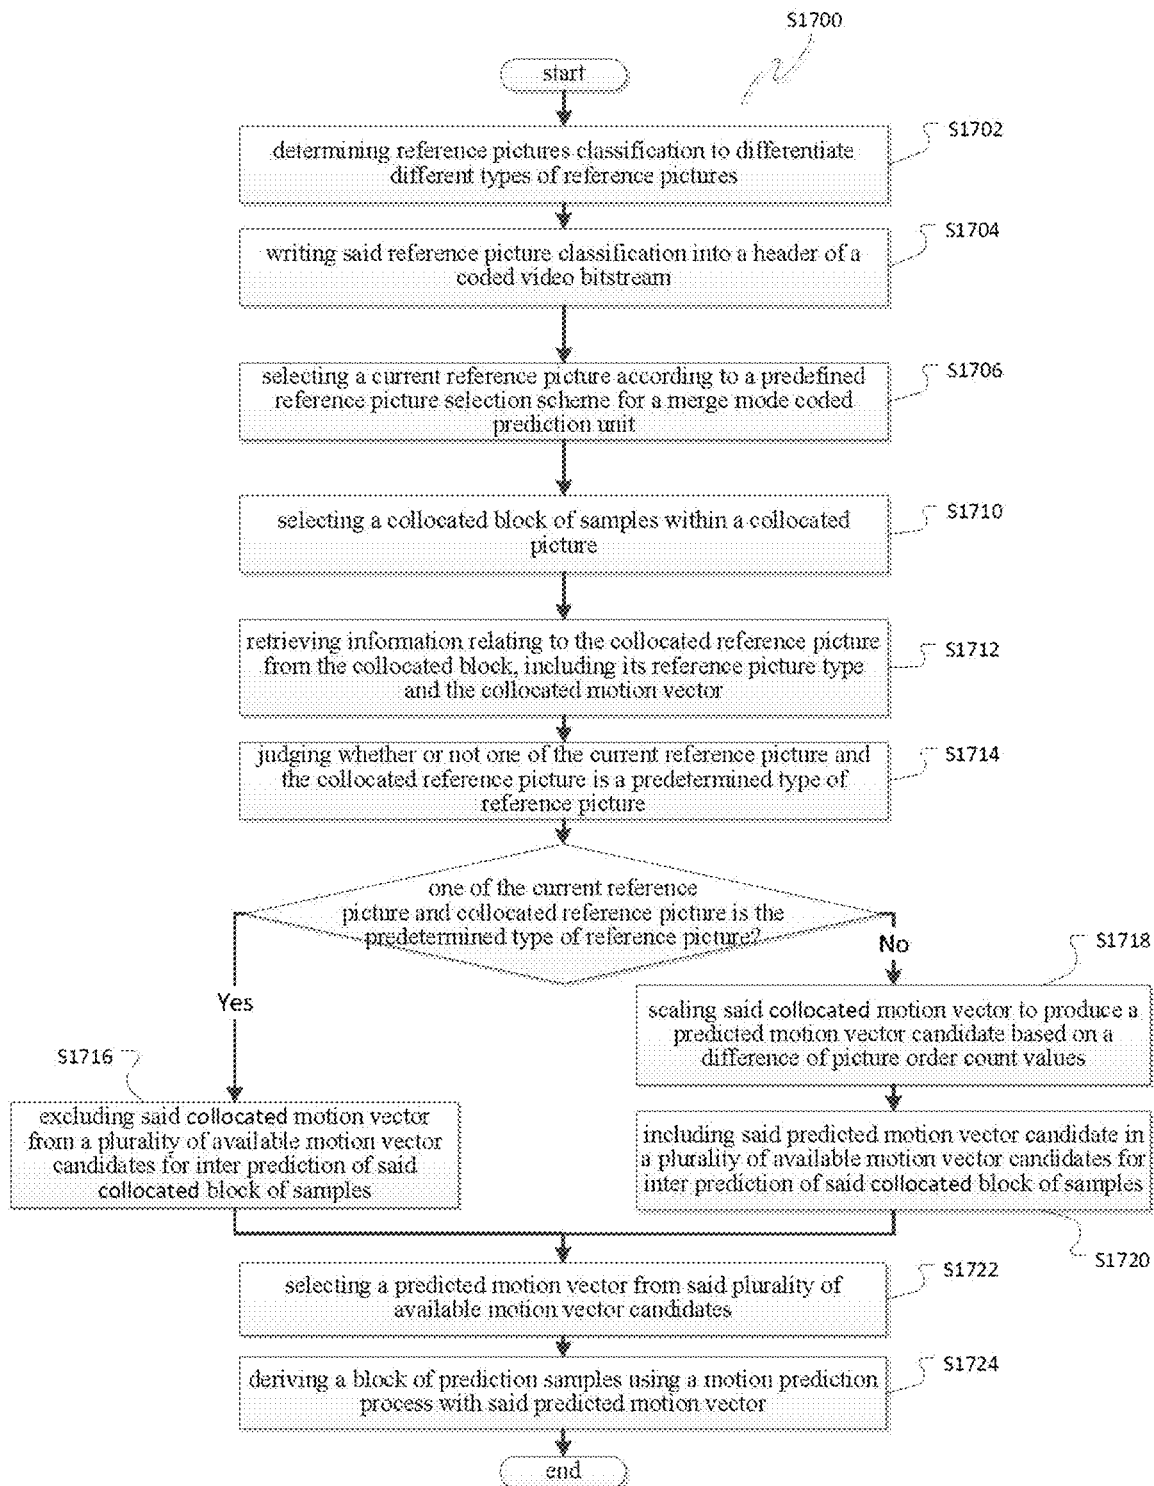 S1700
start
S1702
determining reference pictures classification to differentiate
different types of reference pictures
S1704
writing said reference picture classification into a header of a
coded video bitstream
S1706
selecting a current reference picture according to a predefined
reference picture selection scheme for a merge mode coded
prediction unit
S1710
selecting a collocated block of samples within a collocated
picture
S1712
retrieving information relating to the collocated reference picture
from the collocated block, including its reference picture type
and the collocated motion vector
S1714
judging whether or not one of the current reference picture and
the collocated reference picture is a predetermined type of
reference picture
one of the current reference
picture and collocated reference picture is the
predetermined type of reference picture?
Yes
No
S1716
excluding said collocated motion vector
from a plurality of available motion vector
candidates for inter prediction of said
collocated block of samples
S1718
scaling said collocated motion vector to produce a
predicted motion vector candidate based on a
difference of picture order count values
including said predicted motion vector candidate in
a plurality of available motion vector candidates for
inter prediction of said collocated block of samples
S1720
S1722
selecting a predicted motion vector from said plurality of
available motion vector candidates
S1724
deriving a block of prediction samples using a motion prediction
process with said predicted motion vector
end